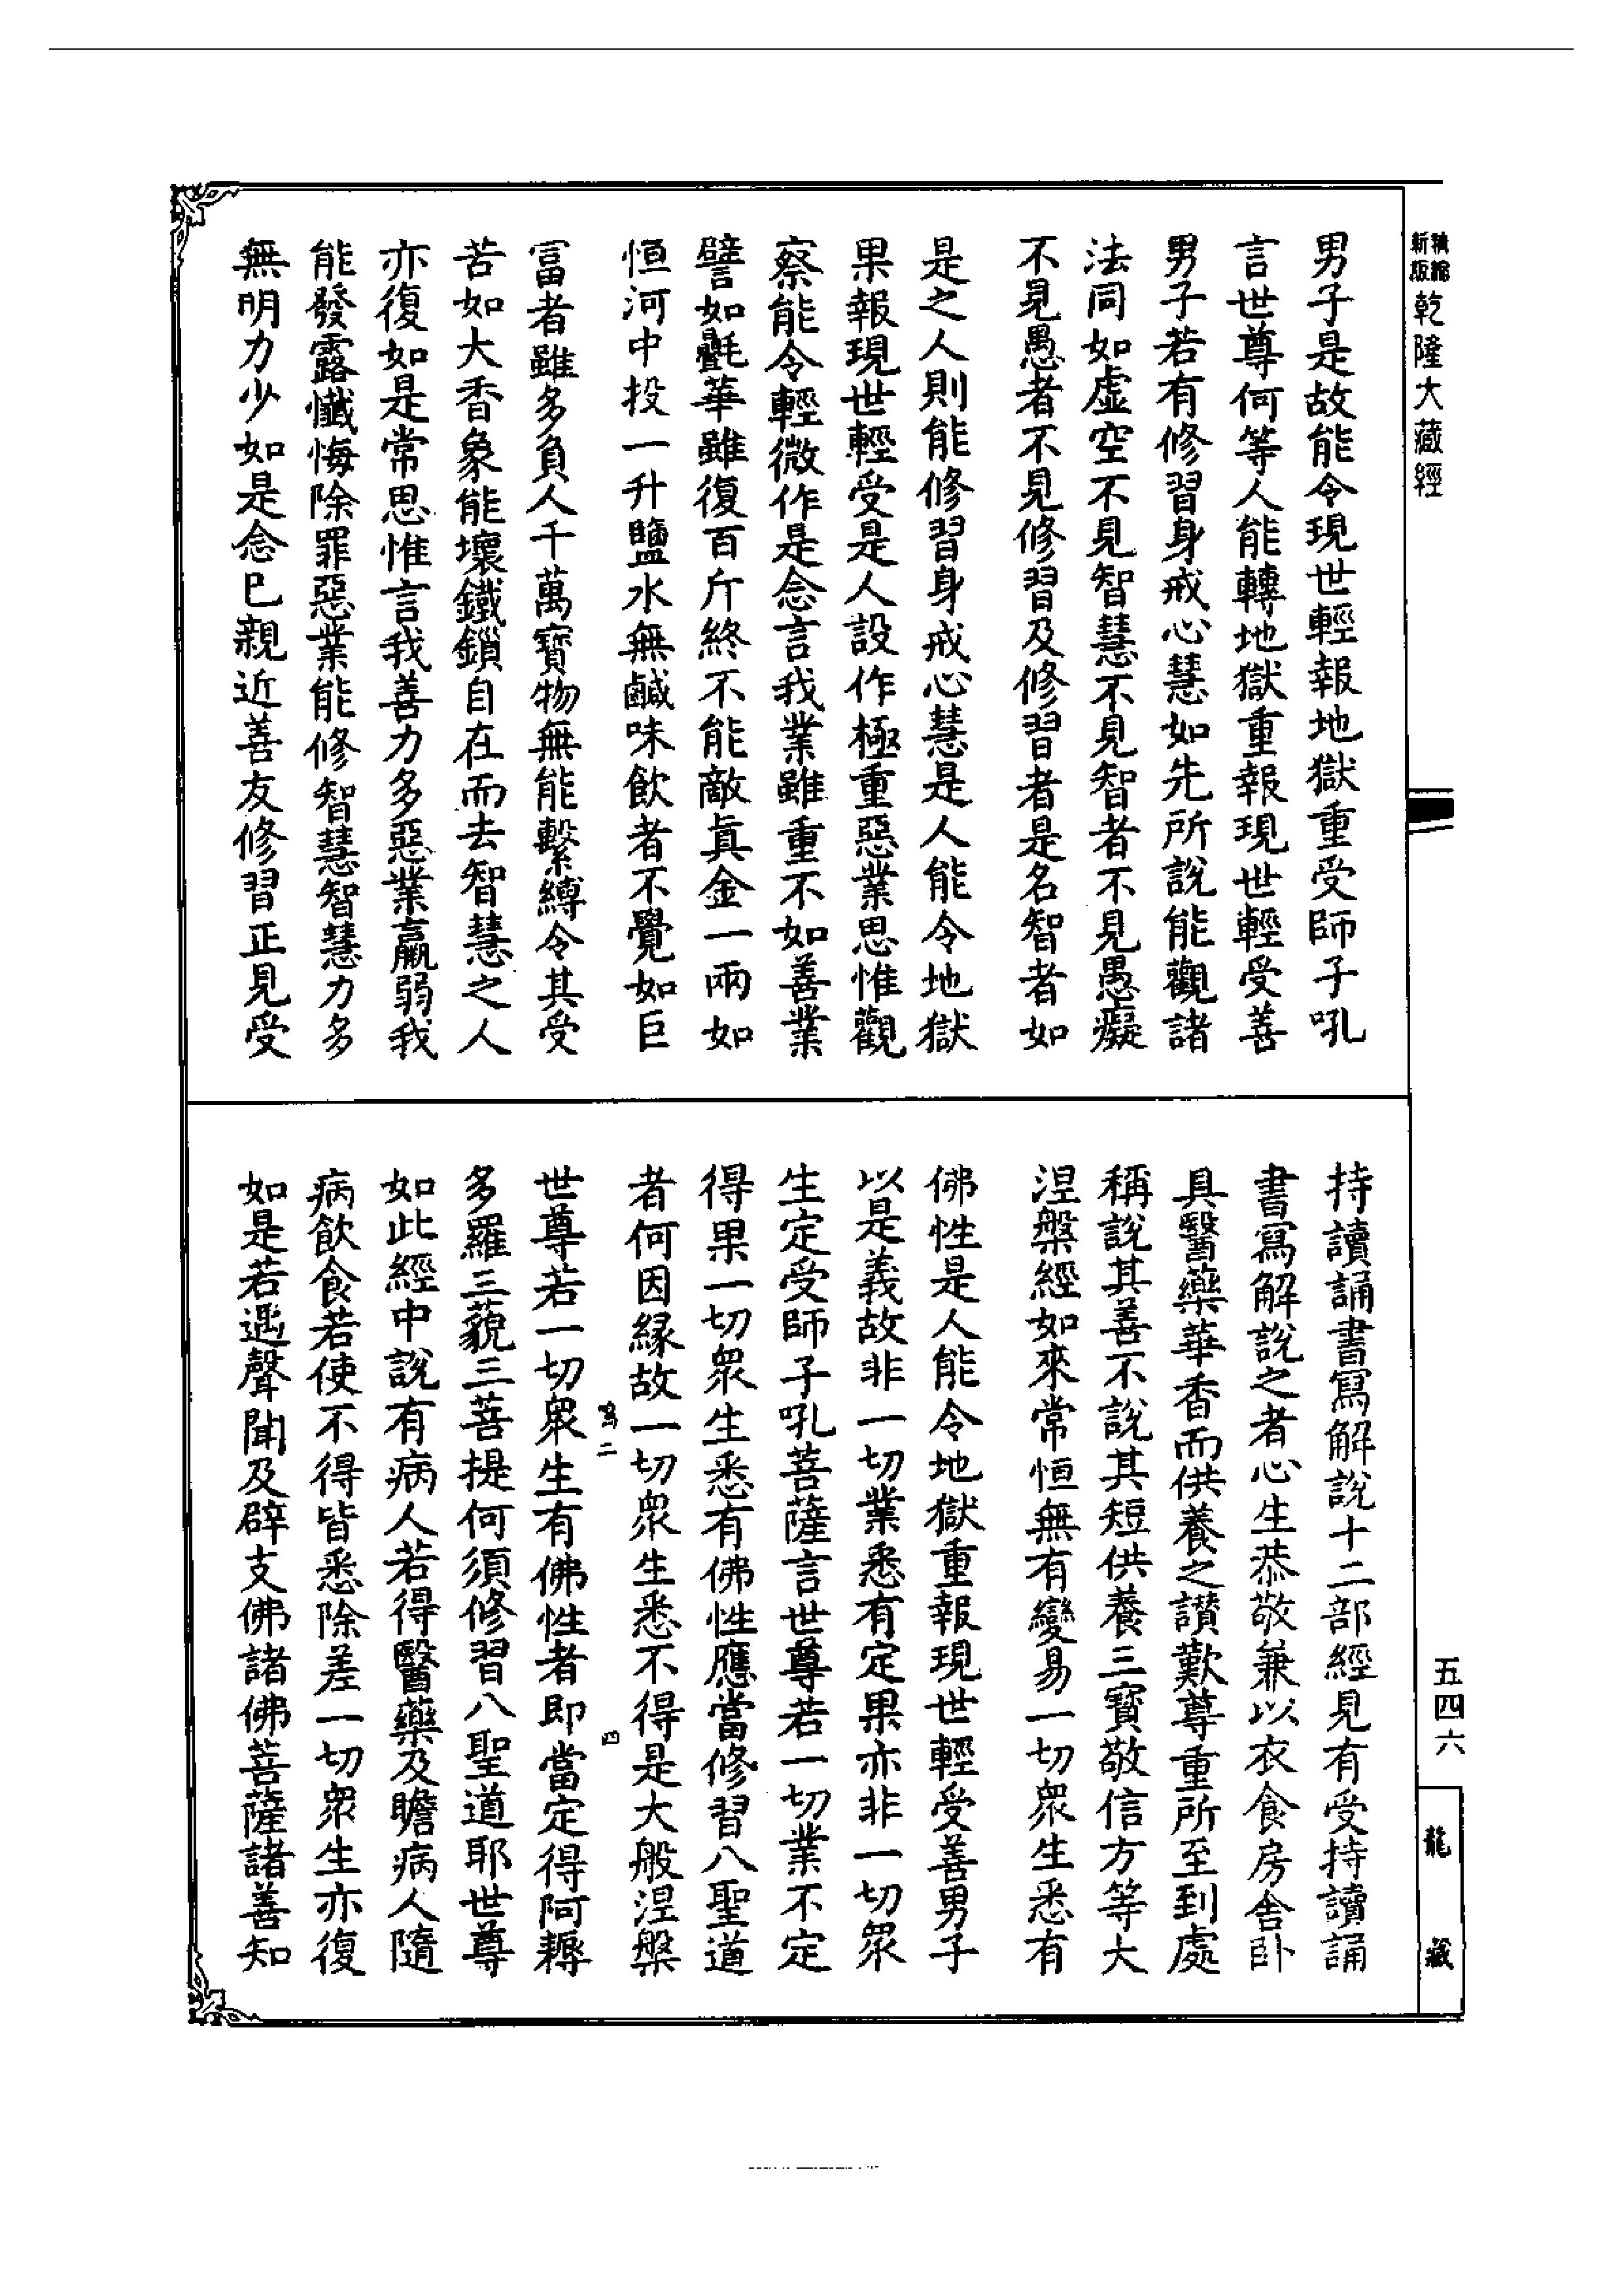 新縮
版綿
乾隆大藏經
男子是故能令現世輕報地獄重受師子吼
言世尊何等人能轉地獄重報現世輕受善
男子若有修習身戒心慧如先所說能觀諸
法同如虛空不見智慧不見智者不見愚癡
不見愚者不見修習及修習者是名智者如
是之人則能修習身戒心慧是人能令地獄
果報現世輕受是人設作極重惡業思惟觀
察能令輕微作是念言我業雖重不如善業
譬如㲲華雖復百斤終不能敵真金一兩如
恒河中投一升鹽水無鹹味飲者不覺如巨
富者雖多負人千萬寶物無能繫縛令其受
苦如大香象能壞鐵鎖自在而去智慧之人
亦復如是常思惟言我善力多惡業羸弱我
能發露懺悔除罪惡業能修智慧智慧力多
無明力少如是念已親近善友修習正見受
持讀誦書寫解說十二部經見有受持讀誦
書寫解說之者心生恭敬兼以衣食房舍卧
具醫藥華香而供養之讃歎尊重所至到處
稱說其善不說其短供養三寶敬信方等大
涅槃經如來常恒無有變易一切眾生悉有
佛性是人能令地獄重報現世輕受善男子
以是義故非一切業悉有定果亦非一切眾
生定受師子吼菩薩言世尊若一切業不定
得果一切眾生悉有佛性應當修習八聖道
者何因緣故一切眾生悉不得是大般涅槃
二 四
世尊若一切眾生有佛性者即當定得阿耨
多羅三藐三菩提何須修習八聖道耶世尊
如此經中說有病人若得醫藥及瞻病人隨
病飲食若使不得皆悉除差一切眾生亦復
如是若遇聲聞及辟支佛諸佛菩薩諸善知
五四六
龍藏